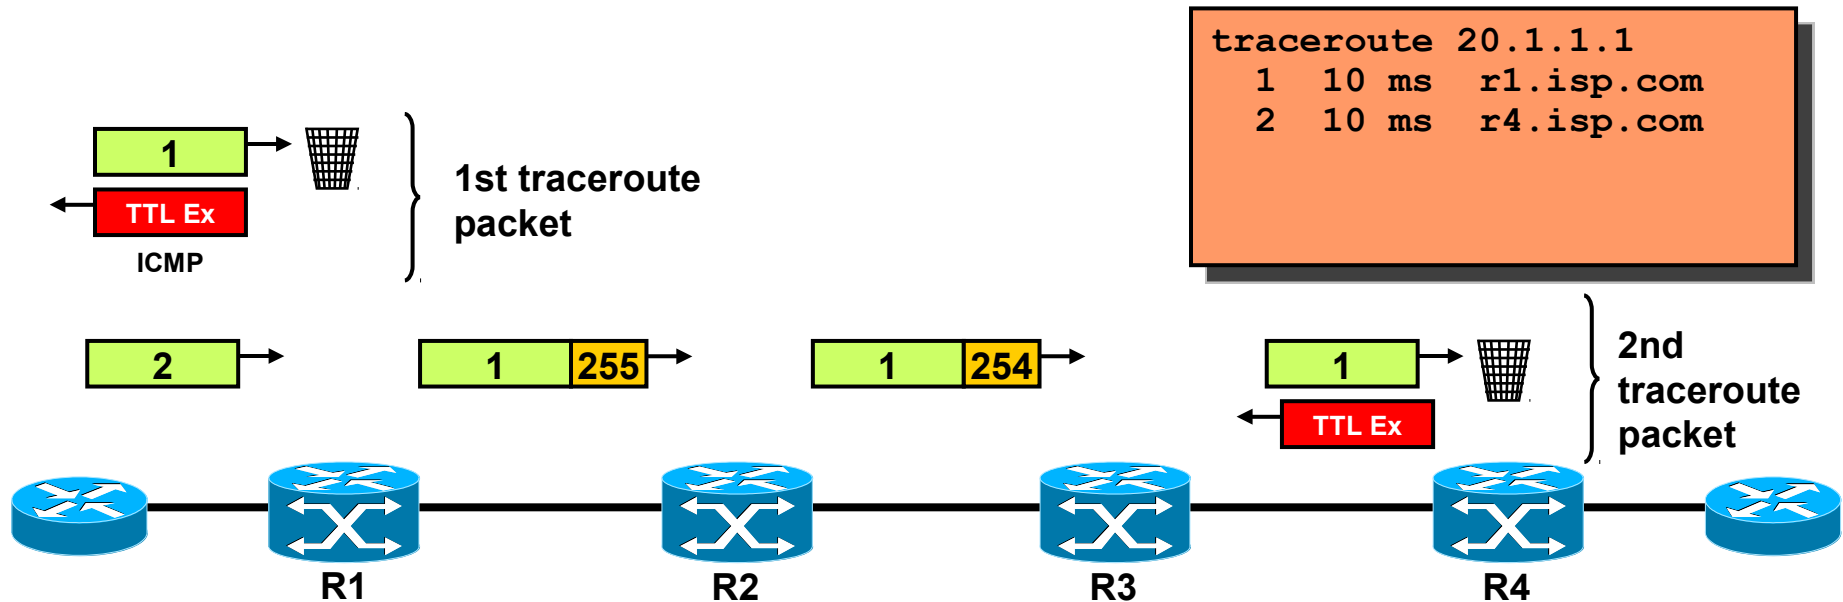 traceroute 20.1.1.1
1 10 ms r1.isp.com
2 10 ms r4.isp.com
1
TTL Ex
ICMP
1st traceroute
packet
2
1 255
1 254
1
TTL Ex
2nd
traceroute
packet
R1
R2
R3
R4